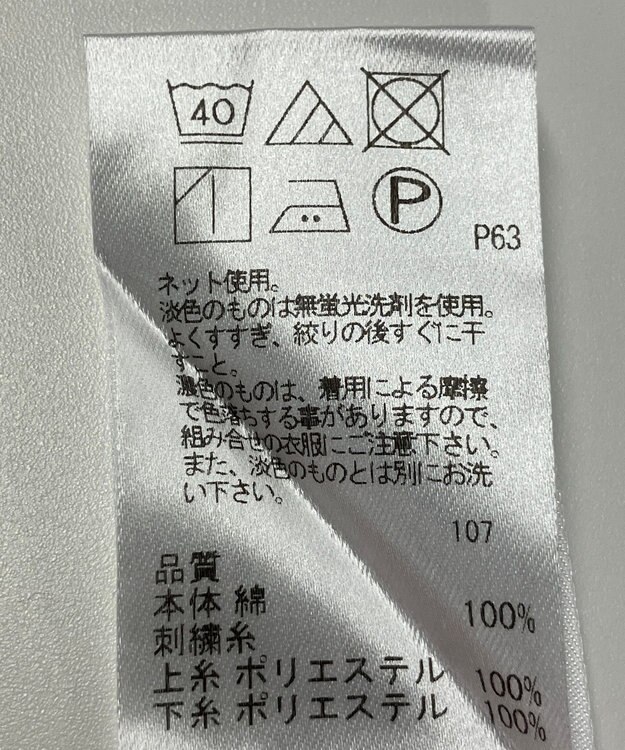 40
P
P63
ネット使用。
淡色のものは無蛍光洗剤を使用。
よくすすぎ、絞りの後すぐに干
すこと。
濃色のものは、着用による摩擦
で色落ちする事がありますので、
組み合せの衣服にご注意下さい。
また、淡色のものとは別にお洗
い下さい。
107
品質
本体 綿 100%
刺繍糸
上糸 ポリエステル 100%
下糸 ポリエステル 100%